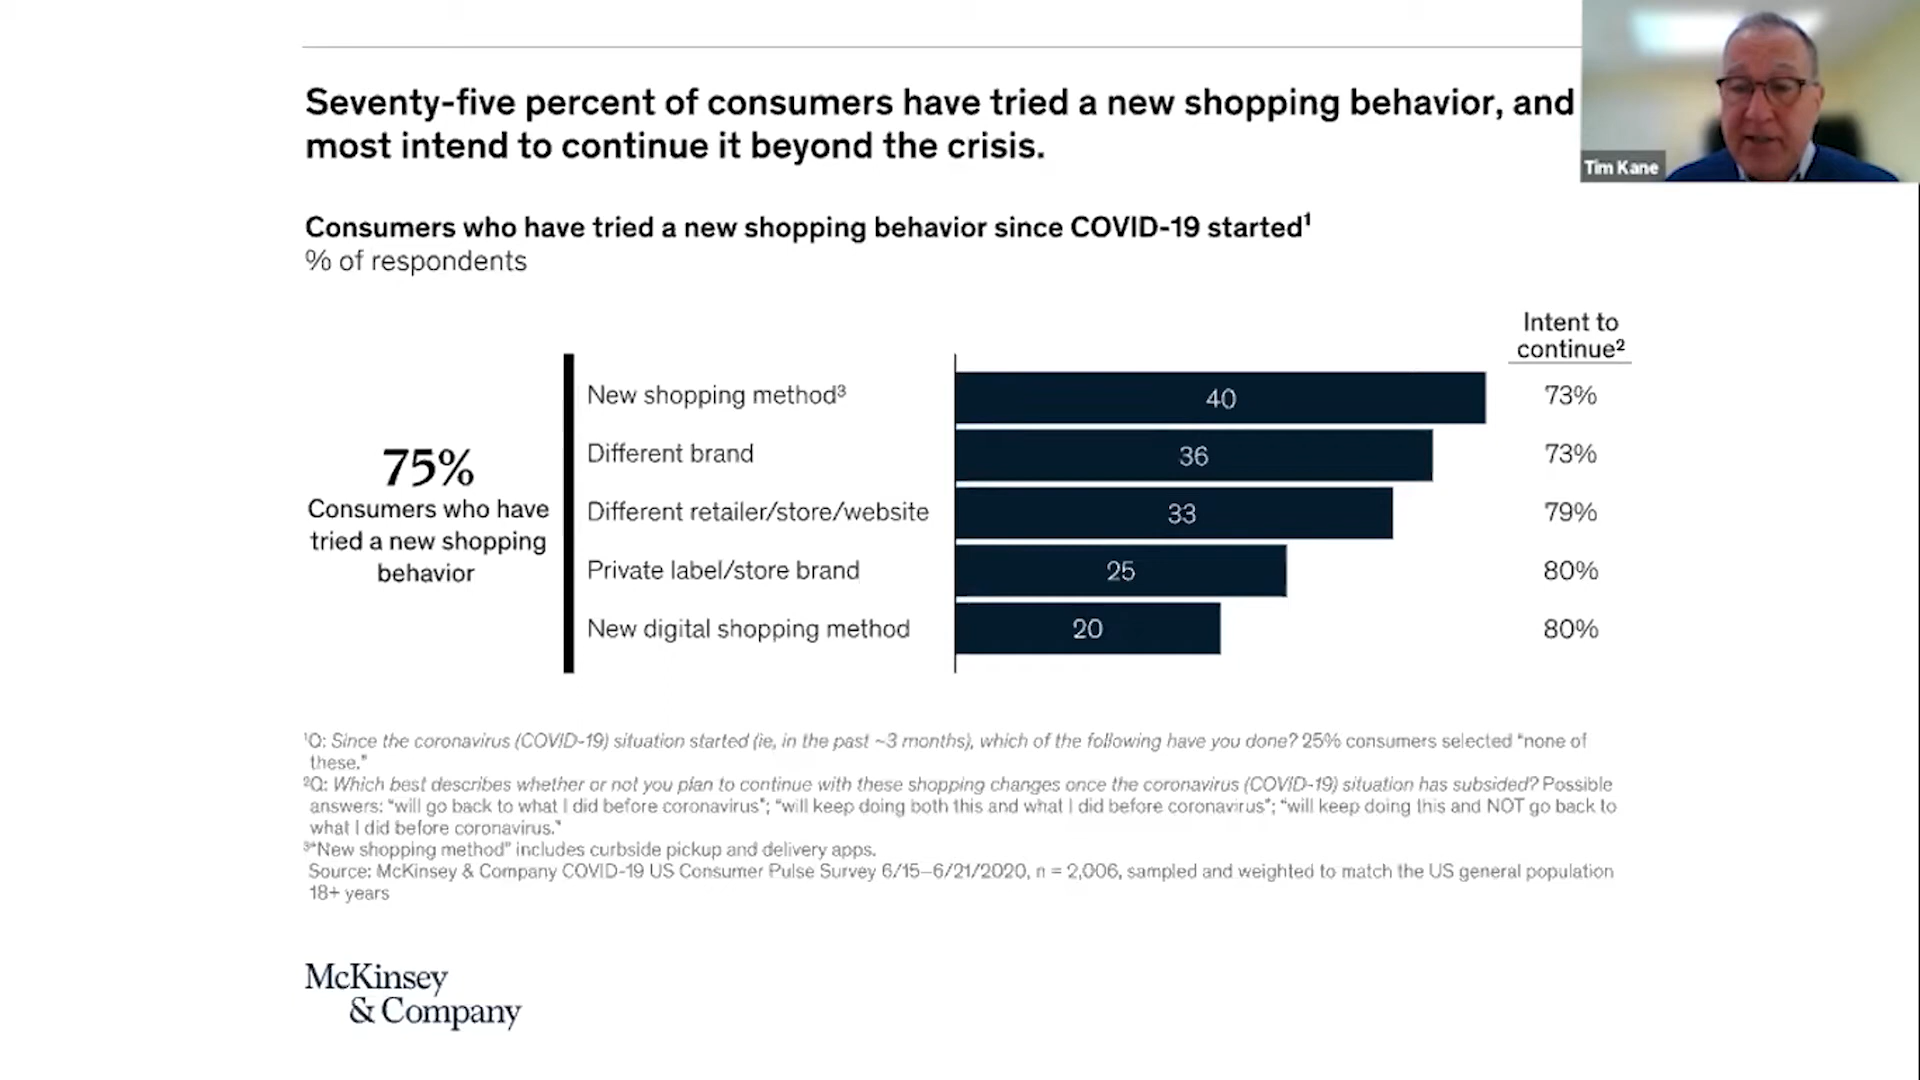 Seventy-five percent of consumers have tried a new shopping behavior, and
most intend to continue it beyond the crisis.
Tim Kane
Consumers who have tried a new shopping behavior since COVID-19 started¹
% of respondents
Intent to
continue²
New shopping method³ 40 73%
Different brand 36 73%
Different retailer/store/website 33 79%
Private label/store brand 25 80%
New digital shopping method 20 80%
75%
Consumers who have
tried a new shopping
behavior
¹Q: Since the coronavirus (COVID-19) situation started (ie, in the past ~3 months), which of the following have you done? 25% consumers selected “none of
these.”
²Q: Which best describes whether or not you plan to continue with these shopping changes once the coronavirus (COVID-19) situation has subsided? Possible
answers: “will go back to what I did before coronavirus”; “will keep doing both this and what I did before coronavirus”; “will keep doing this and NOT go back to
what I did before coronavirus.”
³“New shopping method” includes curbside pickup and delivery apps.
Source: McKinsey & Company COVID-19 US Consumer Pulse Survey 6/15–6/21/2020, n = 2,006, sampled and weighted to match the US general population
18+ years
McKinsey
& Company